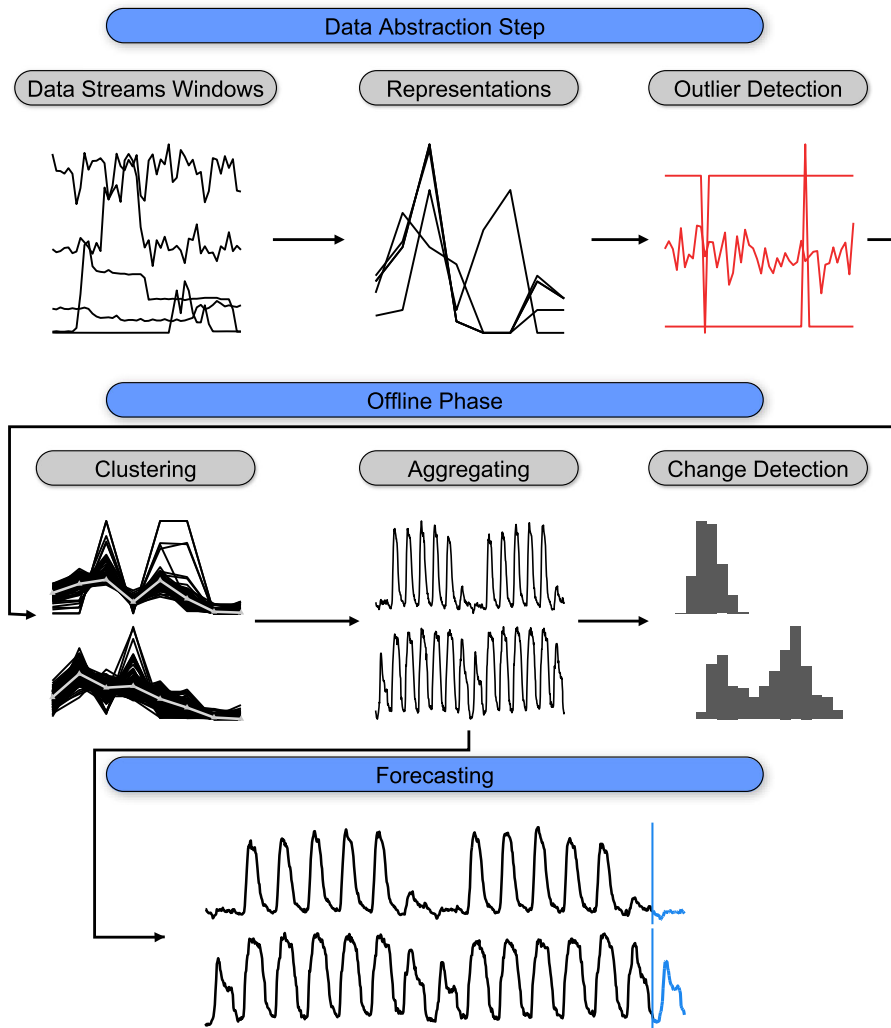 Data Abstraction Step
Data Streams Windows
Representations
Outlier Detection
Offline Phase
Clustering
Aggregating
Change Detection
Forecasting